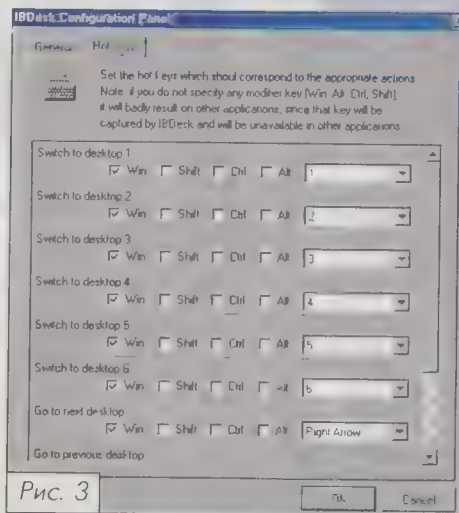 IBDesk Configuration Panel
General Hot
Set the hot keys which shoul correspond to the appropriate actions
Note if you do not specify any modifier key [Win Alt Ctrl, Shift]
it will badly result on other applications, since that key will be
captured by IBDesk and will be unavailable in other applications
Switch to desktop 1
Win Shift Ctrl Alt 1
Switch to desktop 2
Win Shift Ctrl Alt 2
Switch to desktop 3
Win Shift Ctrl Alt 3
Switch to desktop 4
Win Shift Ctrl Alt 4
Switch to desktop 5
Win Shift Ctrl Alt 5
Switch to desktop 6
Win Shift Ctrl Alt 6
Go to next desktop
Win Shift Ctrl Alt Right Arrow
Go to previous desktop
OK Cancel
Рис. 3